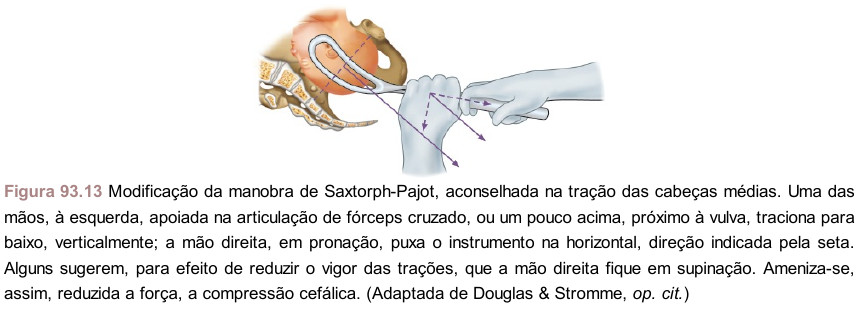 Figura 93.13 Modificação da manobra de Saxtorph-Pajot, aconselhada na tração das cabeças médias. Uma das
mãos, à esquerda, apoiada na articulação de fórceps cruzado, ou um pouco acima, próximo à vulva, traciona para
baixo, verticalmente; a mão direita, em pronação, puxa o instrumento na horizontal, direção indicada pela seta.
Alguns sugerem, para efeito de reduzir o vigor das trações, que a mão direita fique em supinação. Ameniza-se,
assim, reduzida a força, a compressão cefálica. (Adaptada de Douglas & Stromme, op. cit.)